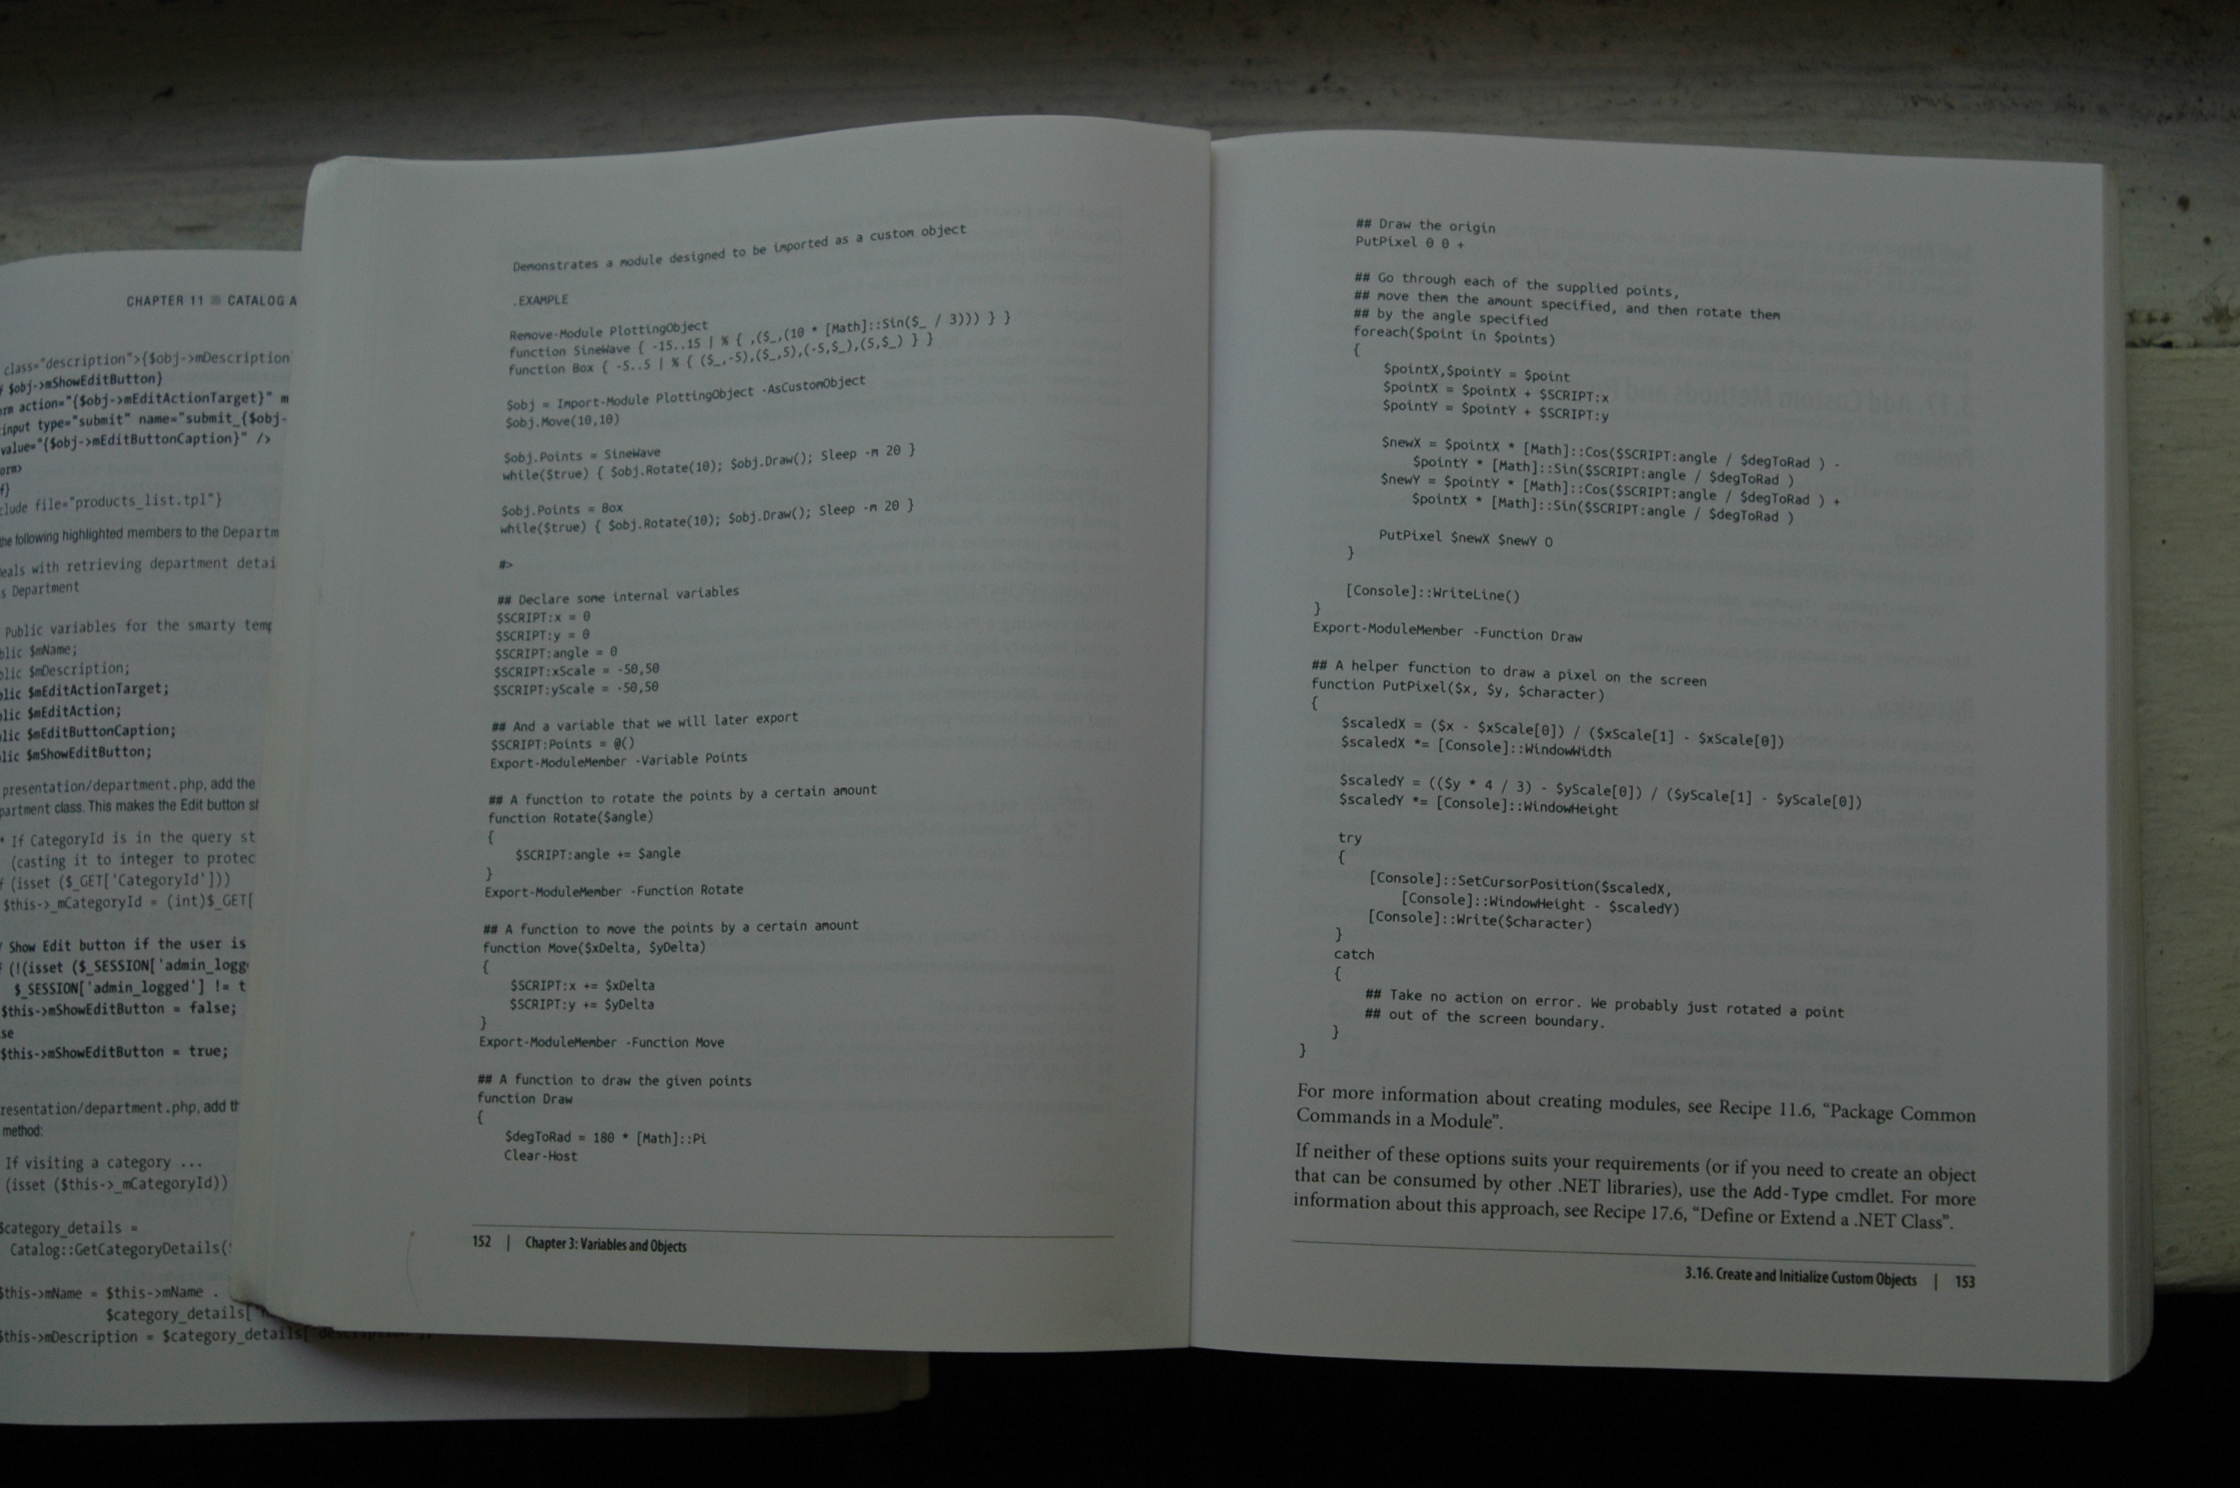 CHAPTER 11 CATALOG A
class="description">{$obj->mDescription
$obj->mShowEditButton}
action="{$obj->mEditActionTarget}" m
input type="submit" name="submit_{$obj-
value="{$obj->mEditButtonCaption}" />
file="products_list.tpl"}
the following highlighted members to the Departm
with retrieving department detai
s Department
Public variables for the smarty temp
blic $mName;
blic $mDescription;
blic $mEditActionTarget;
blic $mEditAction;
blic $mEditButtonCaption;
blic $mShowEditButton;
presentation/department.php, add the
partment class. This makes the Edit button sh
* If CategoryId is in the query st
(casting it to integer to protec
(isset ($_GET['CategoryId']))
$this->_mCategoryId = (int)$_GET[
Show Edit button if the user is
(!(isset ($_SESSION['admin_logg
$_SESSION['admin_logged'] != t
$this->mShowEditButton = false;
se
$this->mShowEditButton = true;
resentation/department.php, add th
method:
If visiting a category ...
(isset ($this->_mCategoryId))
$category_details =
Catalog::GetCategoryDetails(
$this->mName = $this->mName .
$category_details[
$this->mDescription = $category_details[
Demonstrates a module designed to be imported as a custom object
.EXAMPLE
Remove-Module PlottingObject
function SineWave { -15..15 | % { ,($_,(10 * [Math]::Sin($_ / 3))) } }
function Box { -5..5 | % { ($_,-5),($_,5),(-5,$_),(5,$_) } }
$obj = Import-Module PlottingObject -AsCustomObject
$obj.Move(10,10)
$obj.Points = SineWave
while($true) { $obj.Rotate(10); $obj.Draw(); Sleep -m 20 }
$obj.Points = Box
while($true) { $obj.Rotate(10); $obj.Draw(); Sleep -m 20 }
#>
## Declare some internal variables
$SCRIPT:x = 0
$SCRIPT:y = 0
$SCRIPT:angle = 0
$SCRIPT:xScale = -50,50
$SCRIPT:yScale = -50,50
## And a variable that we will later export
$SCRIPT:Points = @()
Export-ModuleMember -Variable Points
## A function to rotate the points by a certain amount
function Rotate($angle)
{
$SCRIPT:angle += $angle
}
Export-ModuleMember -Function Rotate
## A function to move the points by a certain amount
function Move($xDelta, $yDelta)
{
$SCRIPT:x += $xDelta
$SCRIPT:y += $yDelta
}
Export-ModuleMember -Function Move
## A function to draw the given points
function Draw
{
$degToRad = 180 * [Math]::Pi
Clear-Host
152 | Chapter 3: Variables and Objects
## Draw the origin
PutPixel 0 0 +
## Go through each of the supplied points,
## move them the amount specified, and then rotate them
## by the angle specified
foreach($point in $points)
{
$pointX,$pointY = $point
$pointX = $pointX + $SCRIPT:x
$pointY = $pointY + $SCRIPT:y
$newX = $pointX * [Math]::Cos($SCRIPT:angle / $degToRad ) -
$pointY * [Math]::Sin($SCRIPT:angle / $degToRad )
$newY = $pointY * [Math]::Cos($SCRIPT:angle / $degToRad ) +
$pointX * [Math]::Sin($SCRIPT:angle / $degToRad )
PutPixel $newX $newY O
}
[Console]::WriteLine()
}
Export-ModuleMember -Function Draw
## A helper function to draw a pixel on the screen
function PutPixel($x, $y, $character)
{
$scaledX = ($x - $xScale[0]) / ($xScale[1] - $xScale[0])
$scaledX *= [Console]::WindowWidth
$scaledY = (($y * 4 / 3) - $yScale[0]) / ($yScale[1] - $yScale[0])
$scaledY *= [Console]::WindowHeight
try
{
[Console]::SetCursorPosition($scaledX,
[Console]::WindowHeight - $scaledY)
[Console]::Write($character)
}
catch
{
## Take no action on error. We probably just rotated a point
## out of the screen boundary.
}
}
For more information about creating modules, see Recipe 11.6, “Package Common
Commands in a Module”.
If neither of these options suits your requirements (or if you need to create an object
that can be consumed by other .NET libraries), use the Add-Type cmdlet. For more
information about this approach, see Recipe 17.6, “Define or Extend a .NET Class”.
3.16. Create and Initialize Custom Objects | 153